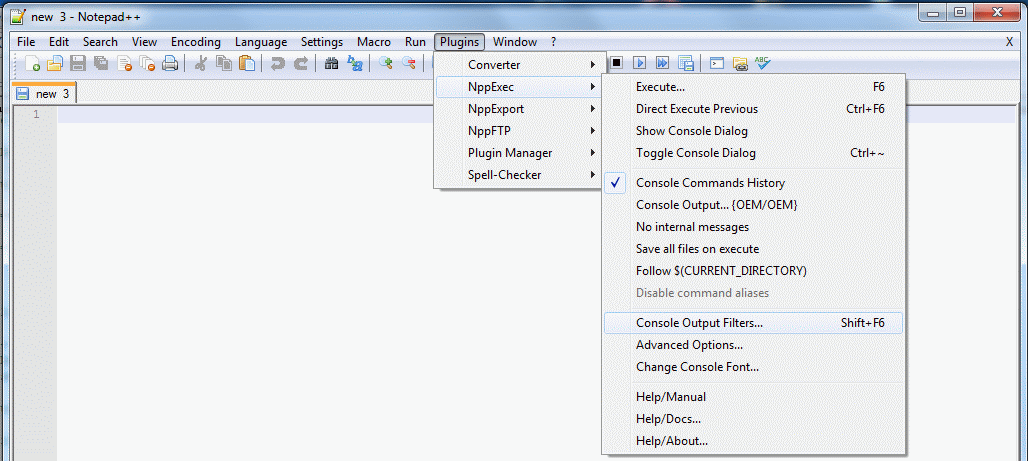 new 3 - Notepad++
File Edit Search View Encoding Language Settings Macro Run Plugins Window ? X
ABC
new 3
1
Converter
NppExec
NppExport
NppFTP
Plugin Manager
Spell-Checker
Execute... F6
Direct Execute Previous Ctrl+F6
Show Console Dialog
Toggle Console Dialog Ctrl+~
Console Commands History
Console Output... {OEM/OEM}
No internal messages
Save all files on execute
Follow $(CURRENT_DIRECTORY)
Disable command aliases
Console Output Filters... Shift+F6
Advanced Options...
Change Console Font...
Help/Manual
Help/Docs...
Help/About...